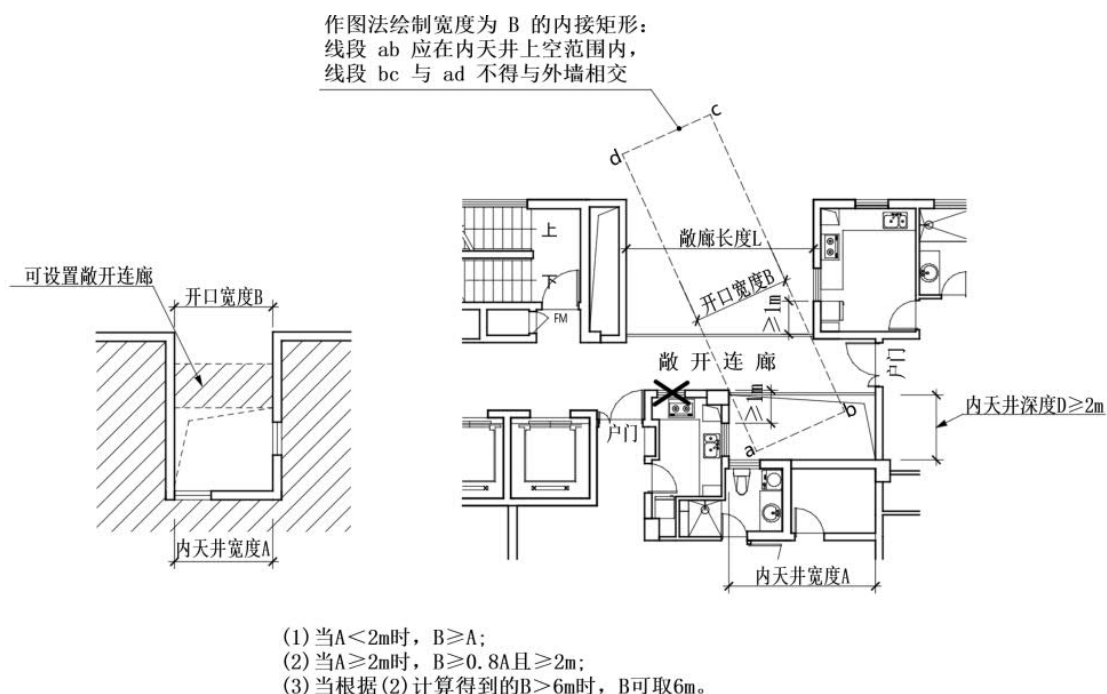 作图法绘制宽度为 B 的内接矩形:
线段 ab 应在内天井上空范围内,
线段 bc 与 ad 不得与外墙相交
c
d
上
敞廊长度L
可设置敞开连廊
下
开口宽度B
开口宽度B
≥1m
FM
敞 开 连 廊
户门
≥1m
b
内天井深度D≥2m
户门
a
内天井宽度A
内天井宽度A
(1)当A<2m时, B≥A;
(2)当A≥2m时, B≥0.8A且≥2m;
(3)当根据(2)计算得到的B>6m时, B可取6m。